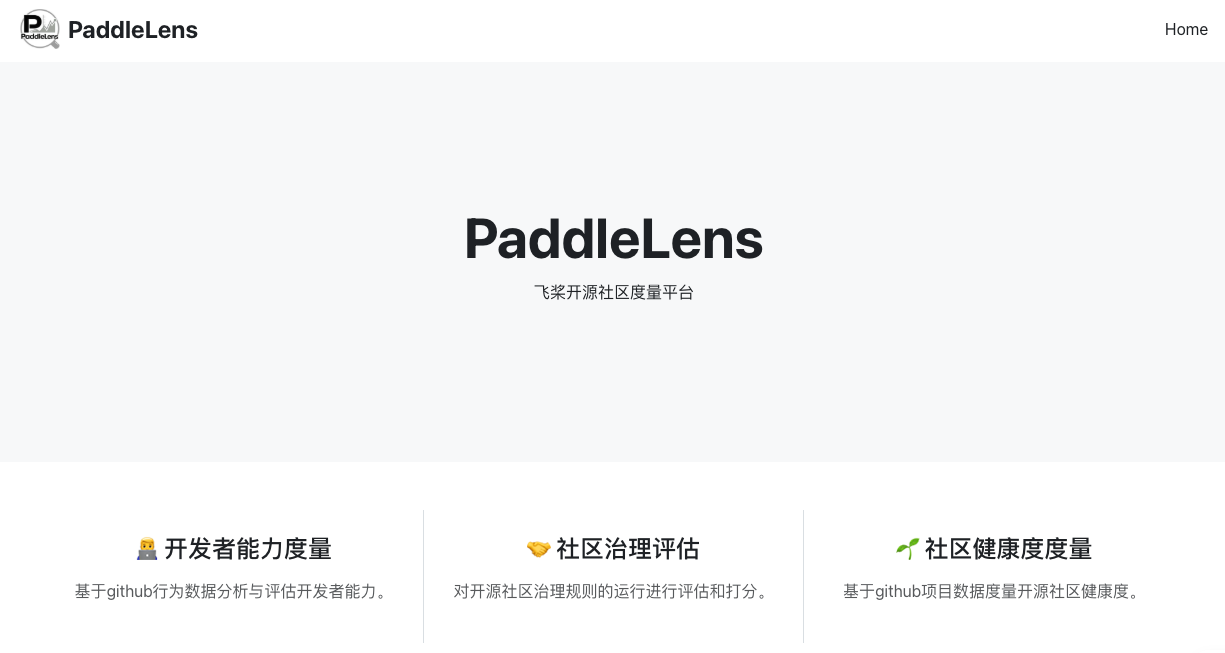 PaddleLens
PaddleLens
Home
PaddleLens
飞桨开源社区度量平台
开发者能力度量
基于github行为数据分析与评估开发者能力。
社区治理评估
对开源社区治理规则的运行进行评估和打分。
社区健康度度量
基于github项目数据度量开源社区健康度。